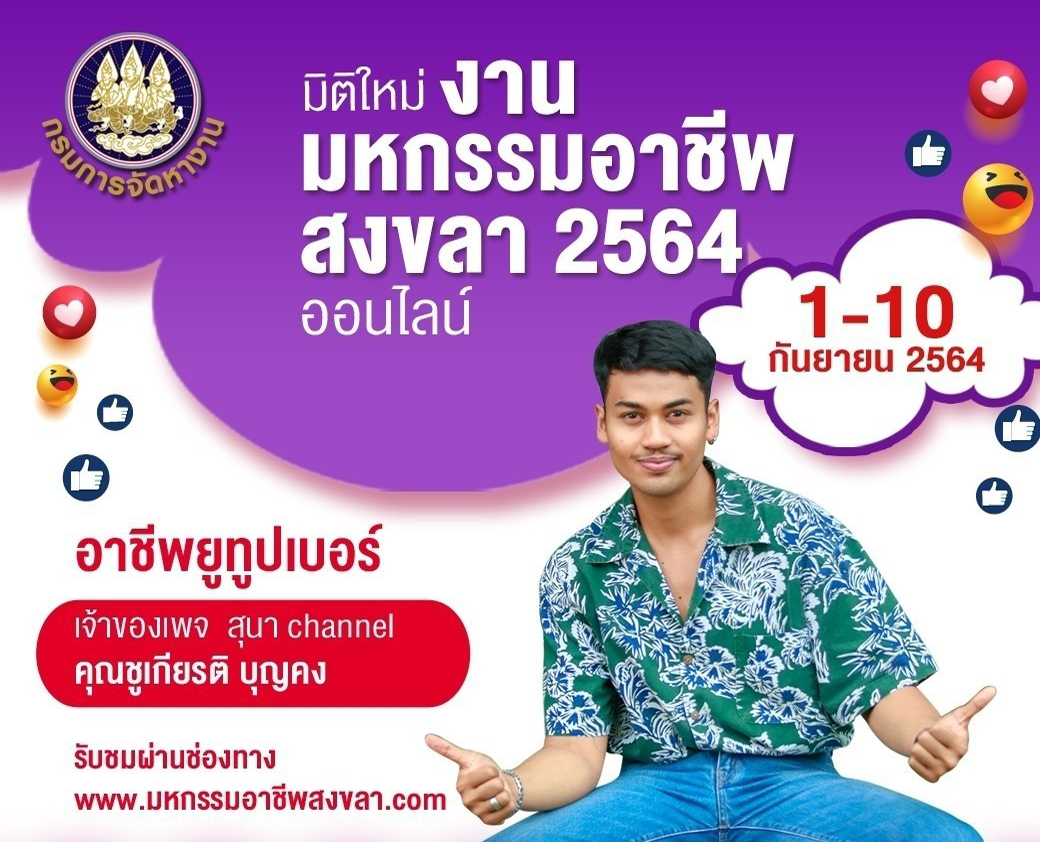 กรมการจัดหางาน
มิติใหม่ งาน
มหกรรมอาชีพ
สงขลา 2564
ออนไลน์
1-10
กันยายน 2564
อาชีพยูทูปเบอร์
เจ้าของเพจ สุนา channel
คุณชูเกียรติ บุญคง
รับชมผ่านช่องทาง
www.มหกรรมอาชีพสงขลา.com